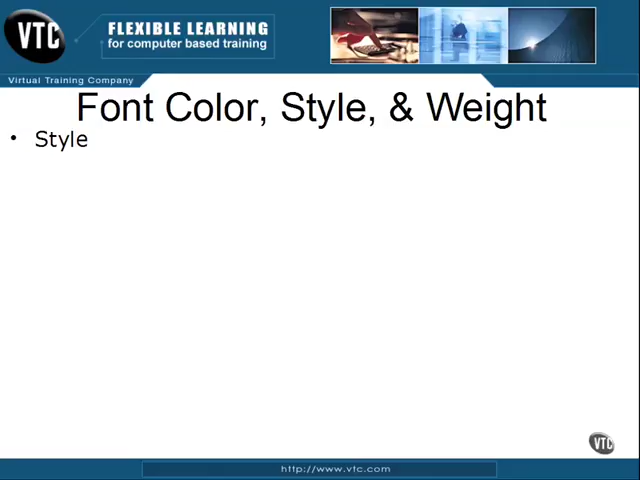 VTC
FLEXIBLE LEARNING
for computer based training
Virtual Training Company
Font Color, Style, & Weight
• Style
VTC
http://www.vtc.com